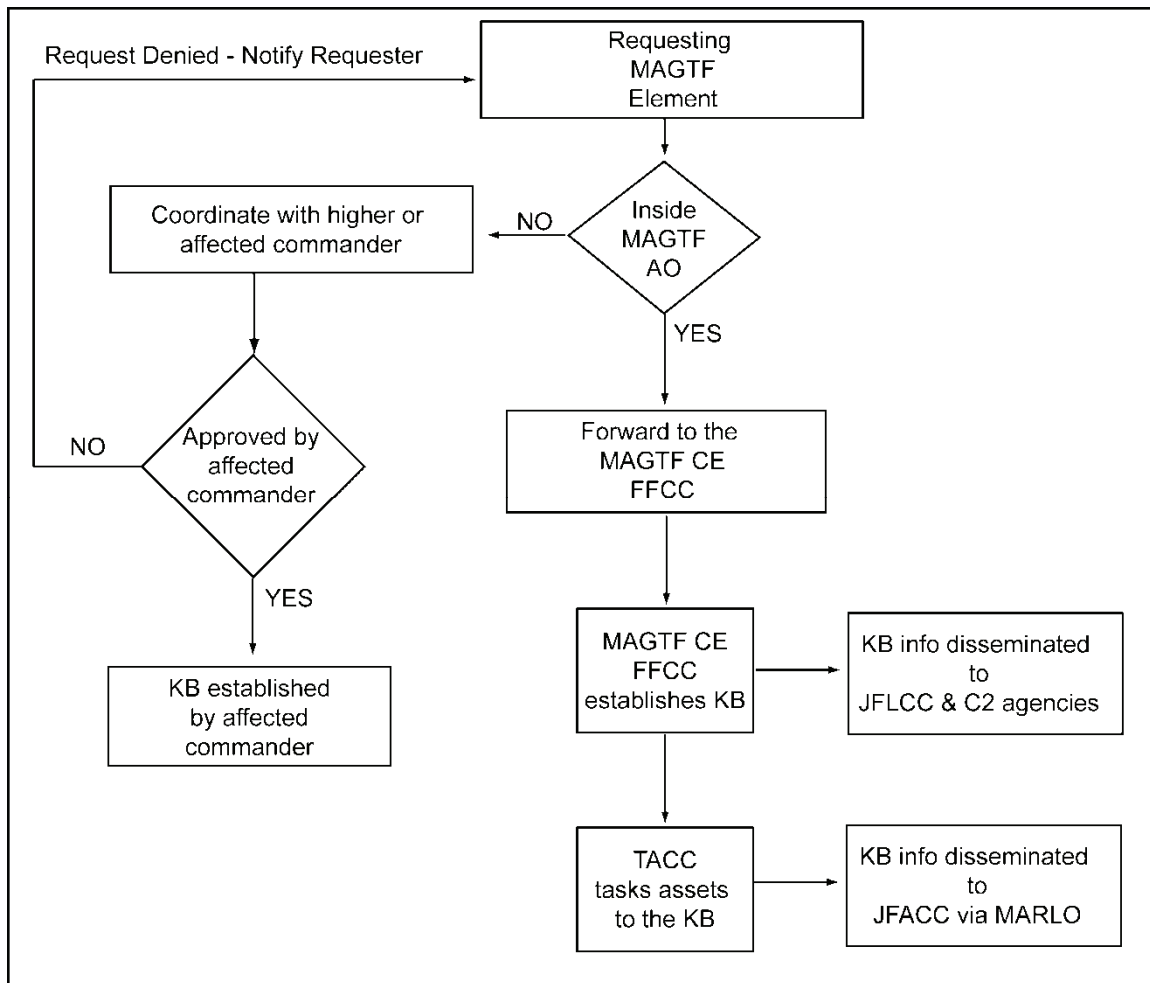 Request Denied - Notify Requester
Requesting
MAGTF
Element
Inside
MAGTF
AO
NO
Coordinate with higher or
affected commander
YES
Approved by
affected
commander
NO
YES
KB established
by affected
commander
Forward to the
MAGTF CE
FFCC
MAGTF CE
FFCC
establishes KB
KB info disseminated
to
JFLCC & C2 agencies
TACC
tasks assets
to the KB
KB info disseminated
to
JFACC via MARLO